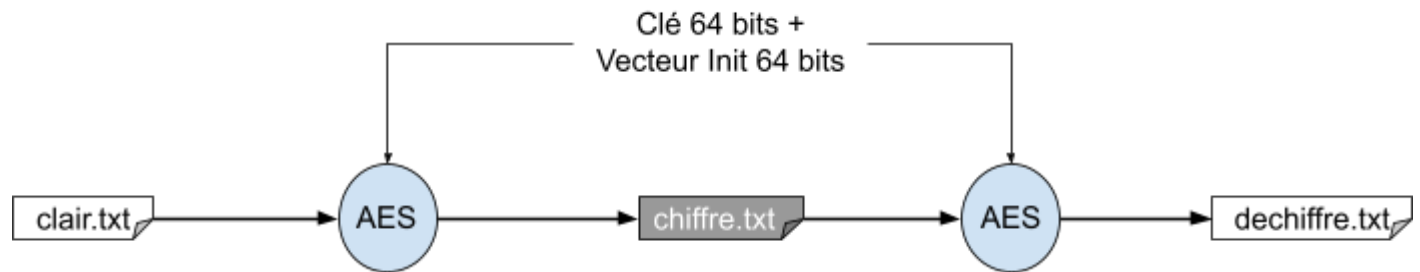 Clé 64 bits +
Vecteur Init 64 bits
clair.txt
AES
chiffre.txt
AES
dechiffre.txt